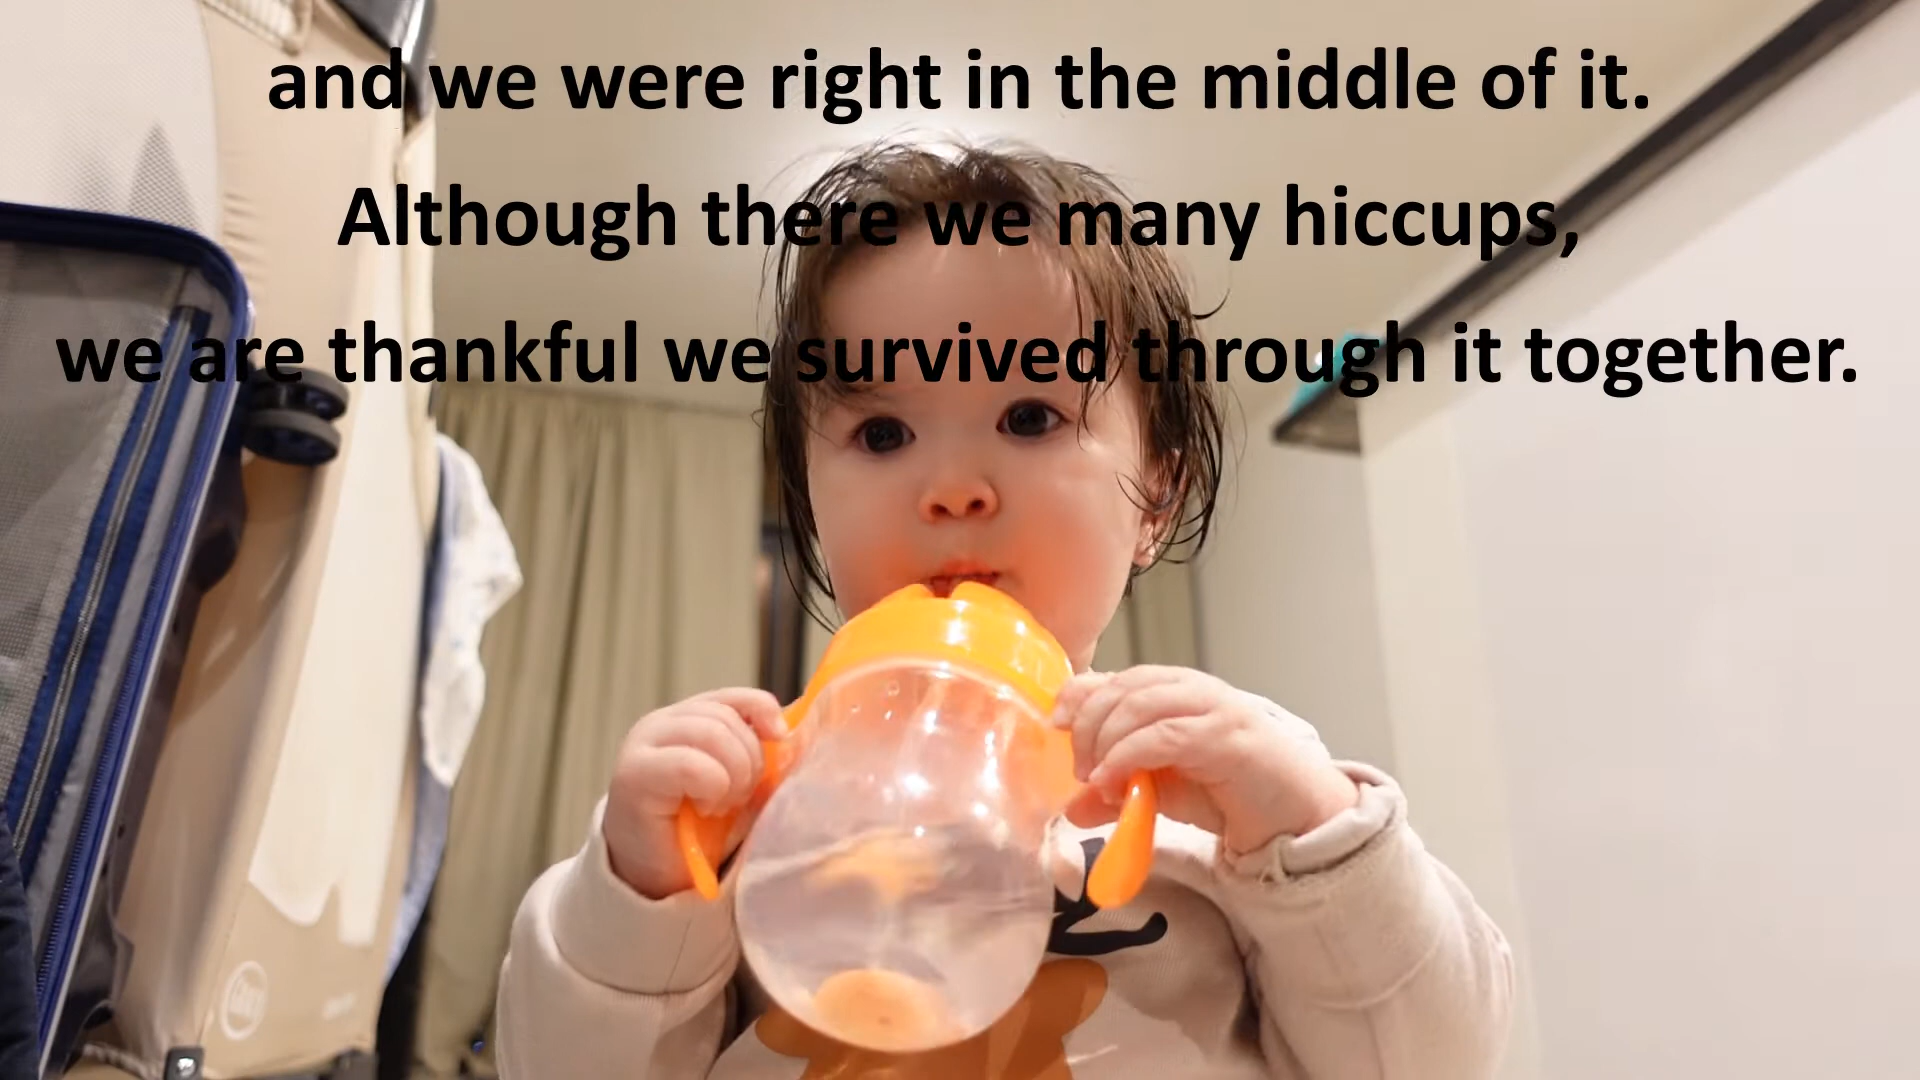 and we were right in the middle of it.
Although there we many hiccups,
we are thankful we survived through it together.